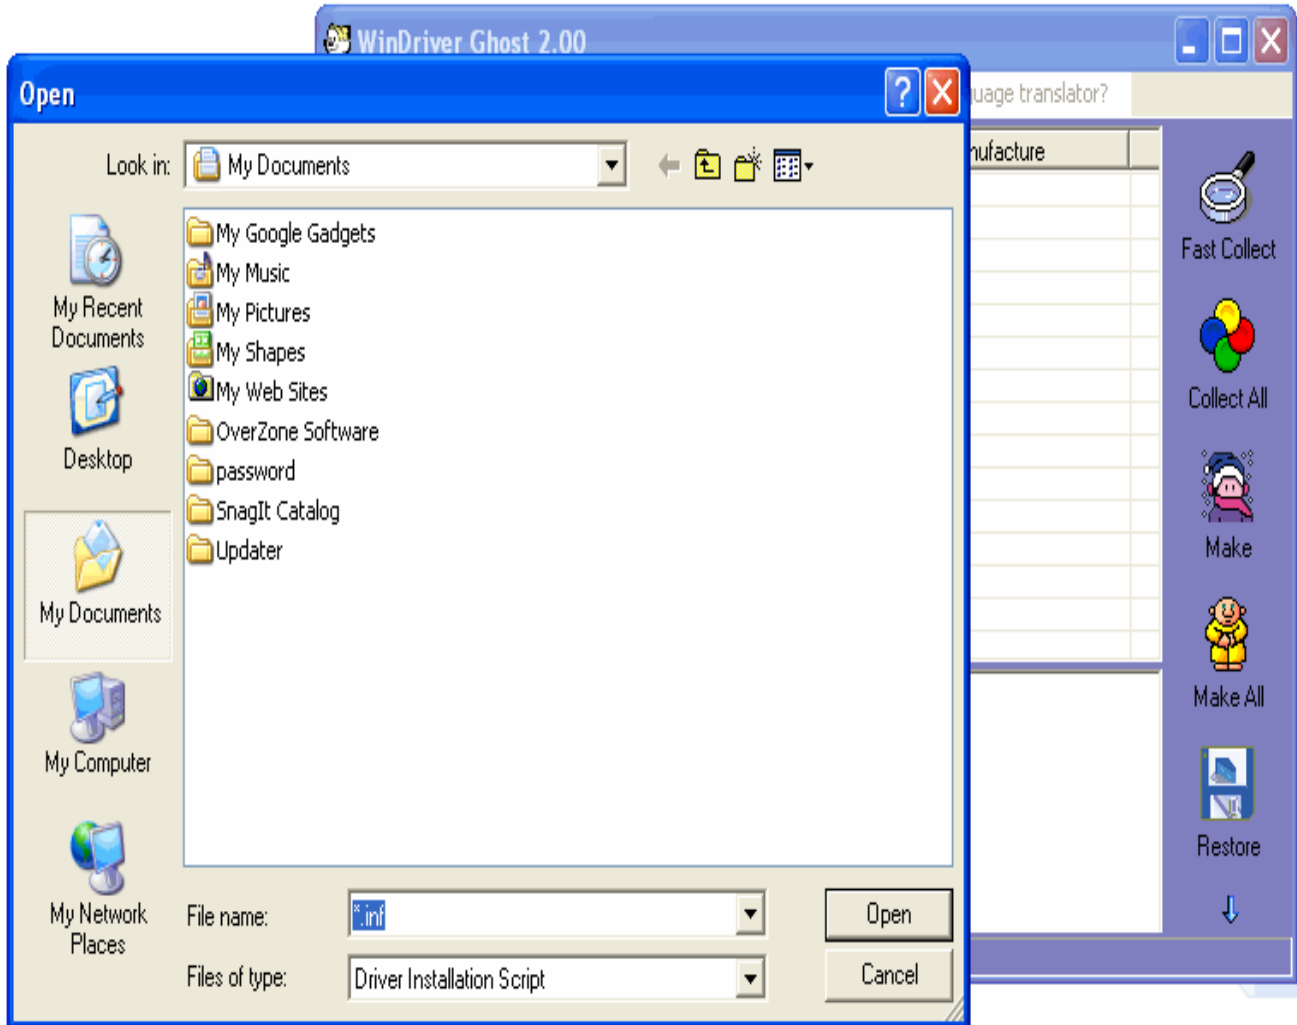 WinDriver Ghost 2.00
Open
uage translator?
Look in:
My Documents
nufacture
My Recent
Documents
Desktop
My Documents
My Computer
My Network
Places
My Google Gadgets
My Music
My Pictures
My Shapes
My Web Sites
OverZone Software
password
SnagIt Catalog
Updater
File name:
*.inf
Open
Files of type:
Driver Installation Script
Cancel
Fast Collect
Collect All
Make
Make All
Restore